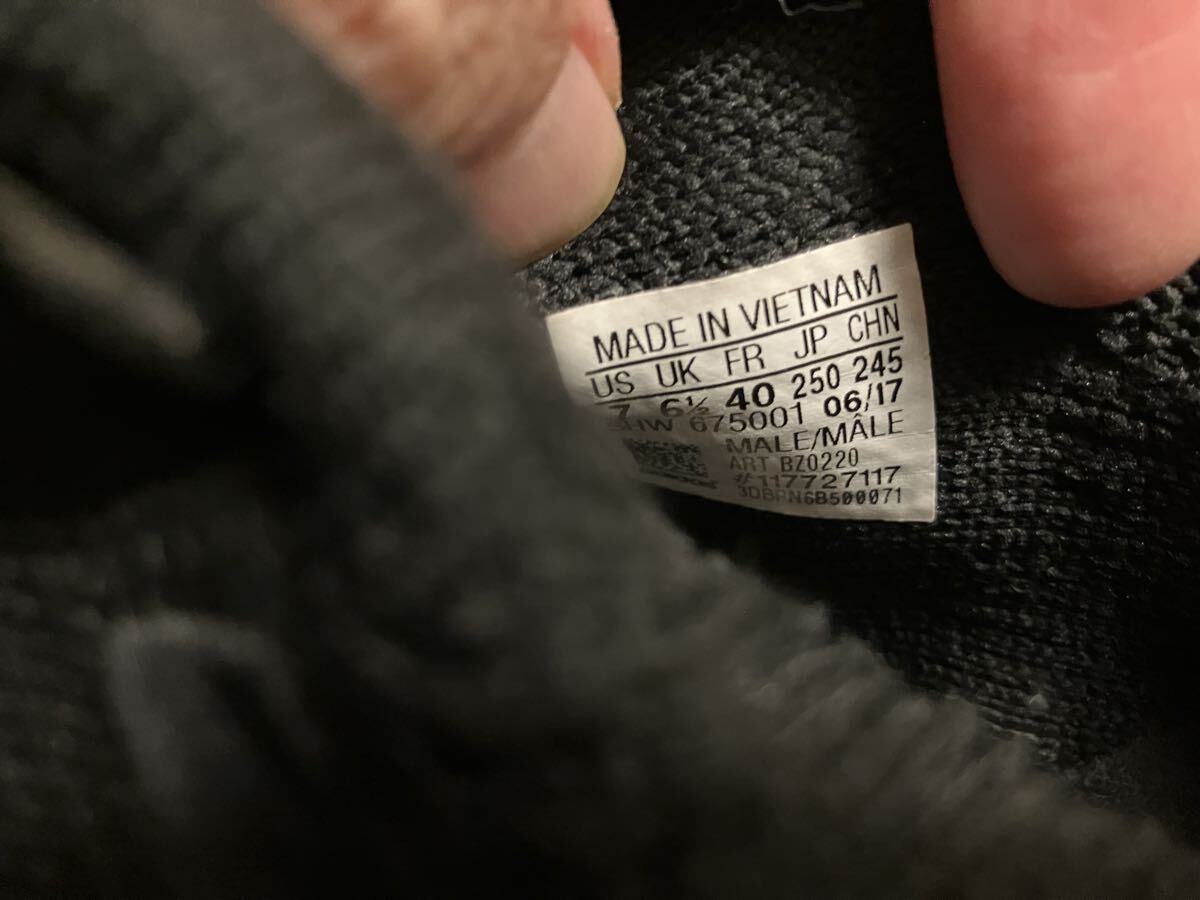 MADE IN VIETNAM
US UK FR JP CHN
7 6½ 40 250 245
675001 06/17
MALE/MÂLE
ART BZ0220
#117727117
3DBPN6B500071